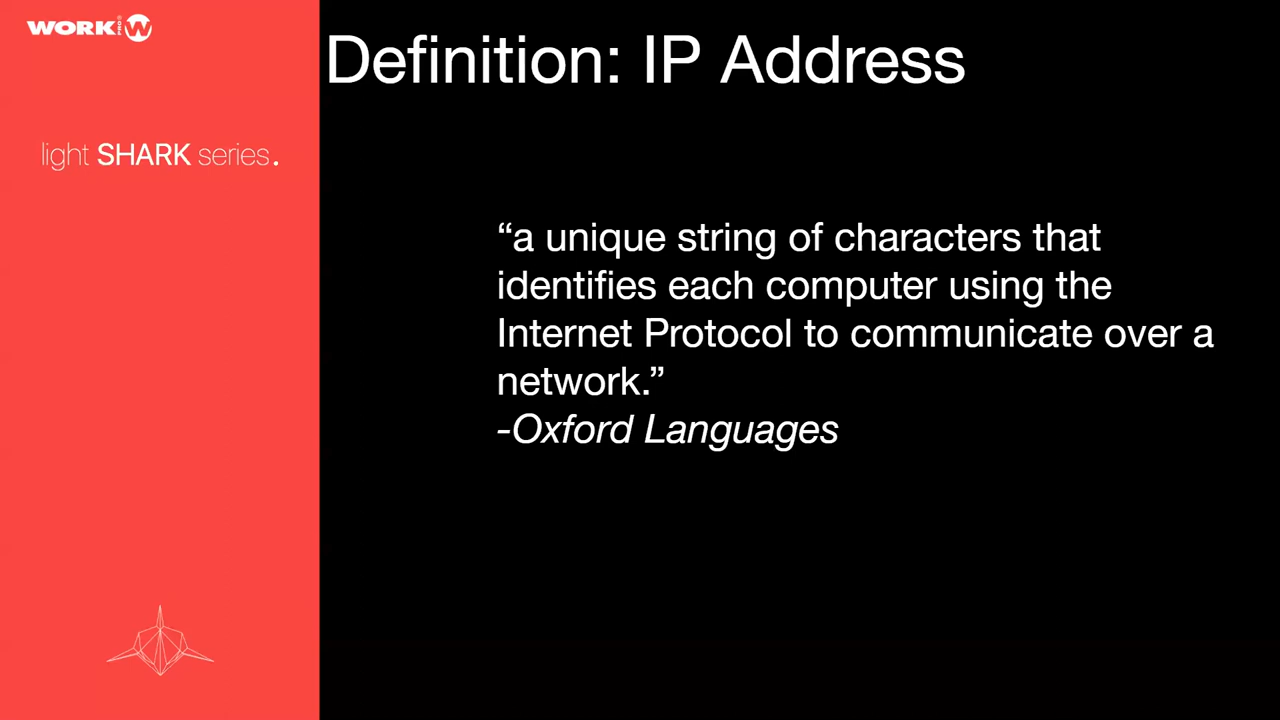 WORK PRO® W
Definition: IP Address
light SHARK series.
“a unique string of characters that
identifies each computer using the
Internet Protocol to communicate over a
network.”
-Oxford Languages